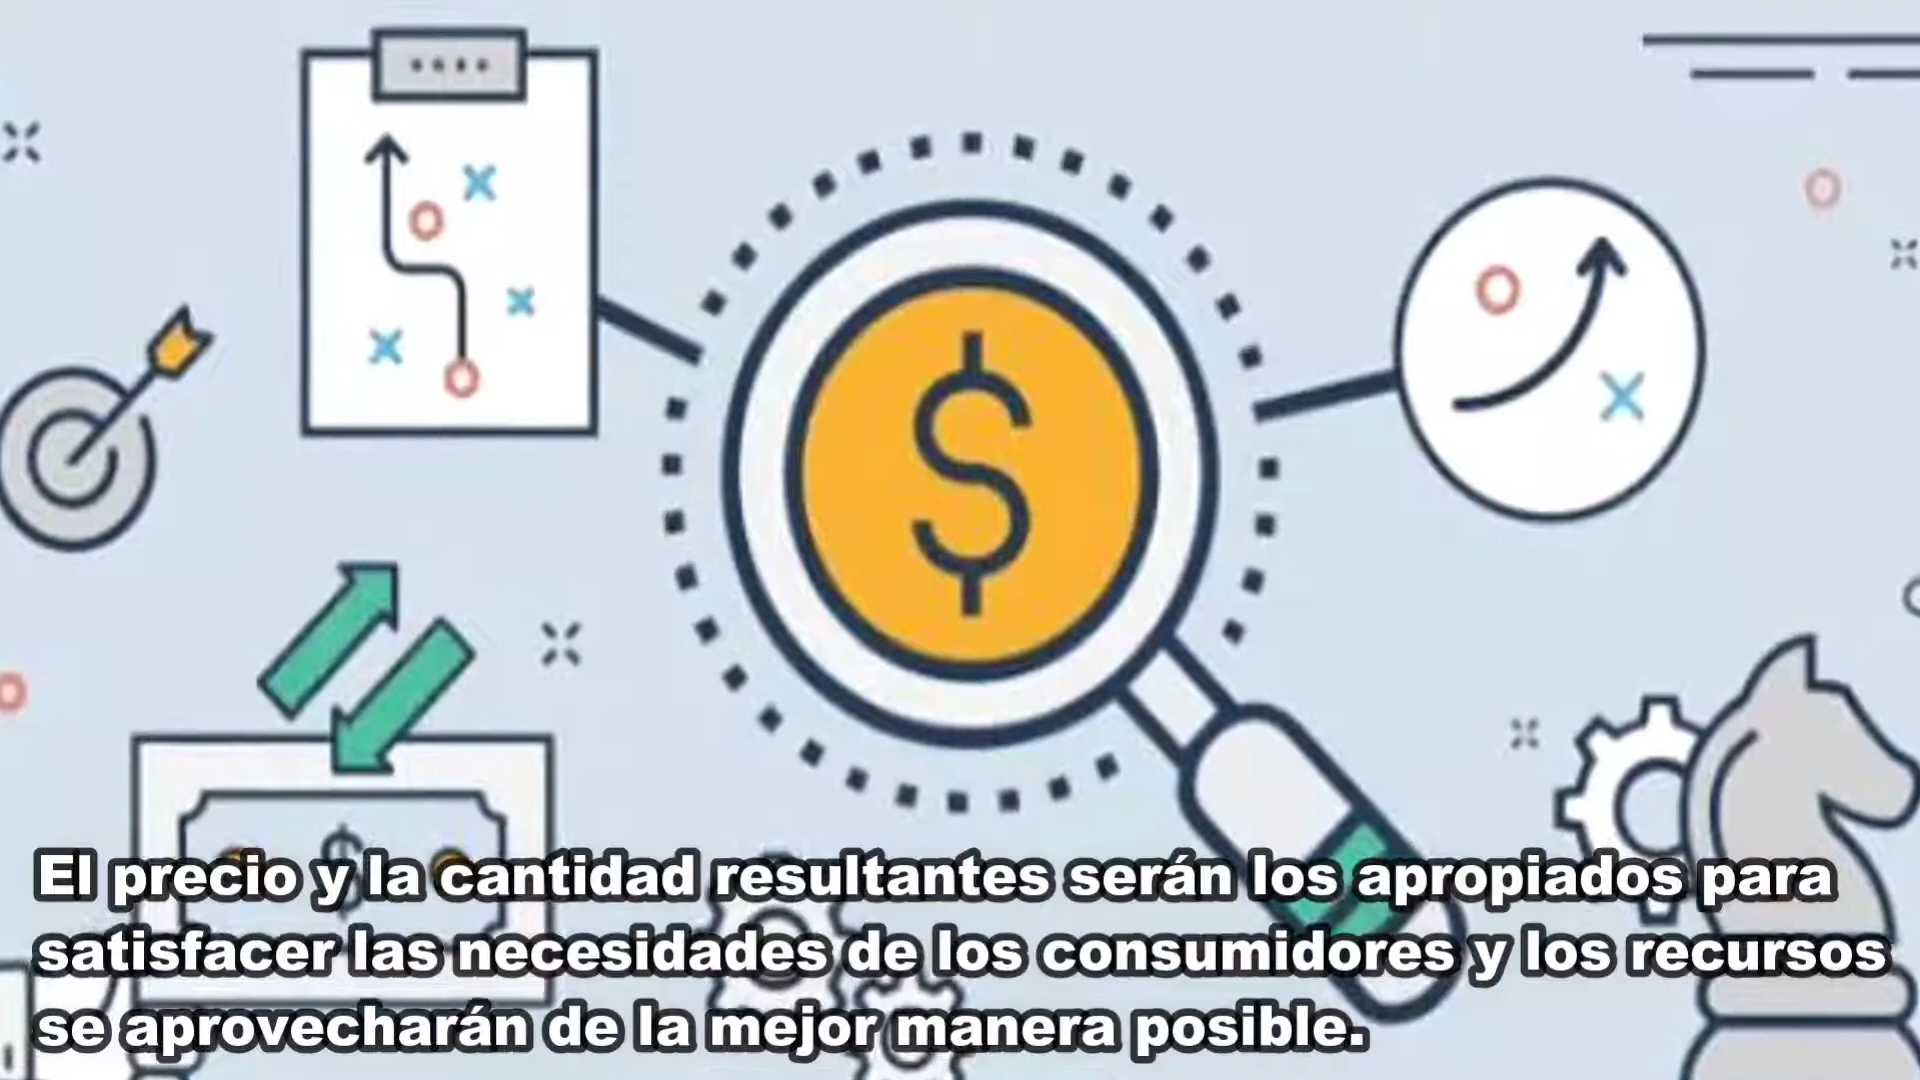 El precio y la cantidad resultantes serán los apropiados para
satisfacer las necesidades de los consumidores y los recursos
se aprovecharán de la mejor manera posible.